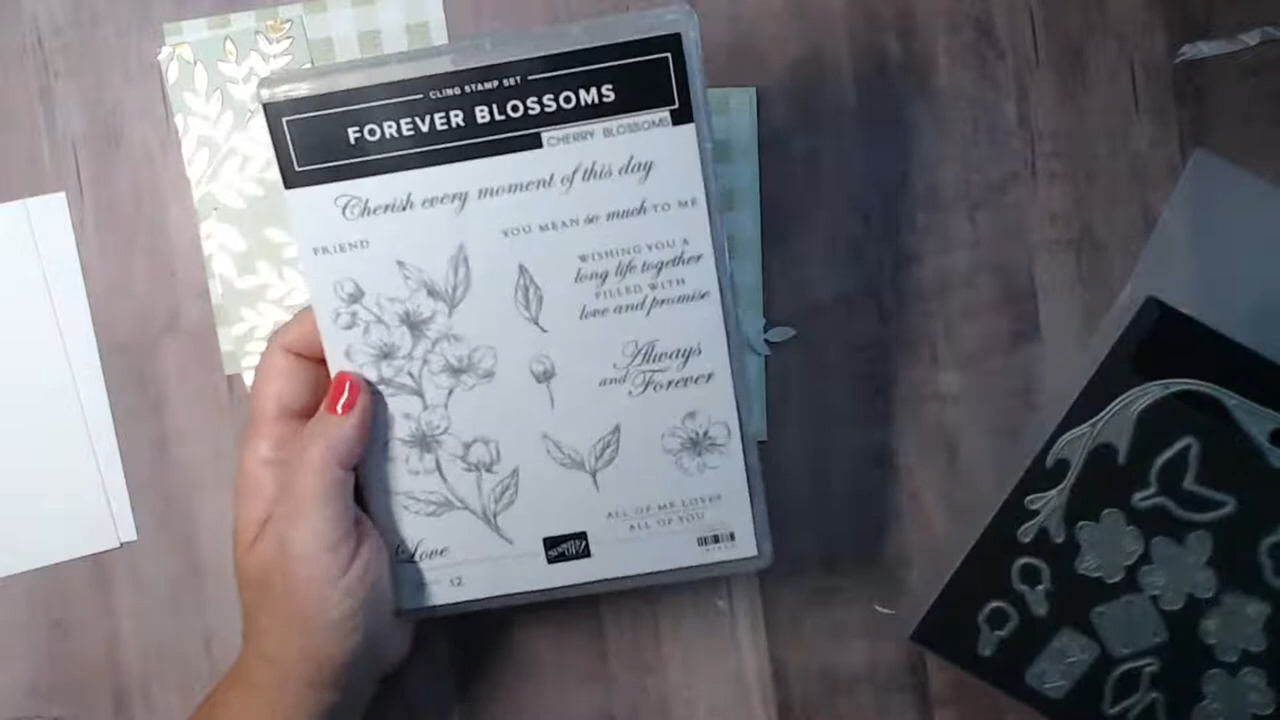 CLING STAMP SET
FOREVER BLOSSOMS
CHERRY BLOSSOMS
Cherish every moment of this day
YOU MEAN so much TO ME
FRIEND
WISHING YOU A
long life together
FILLED WITH
love and promise
Always
and Forever
ALL OF ME LOVES
ALL OF YOU
Love
STAMPIN' UP!
12